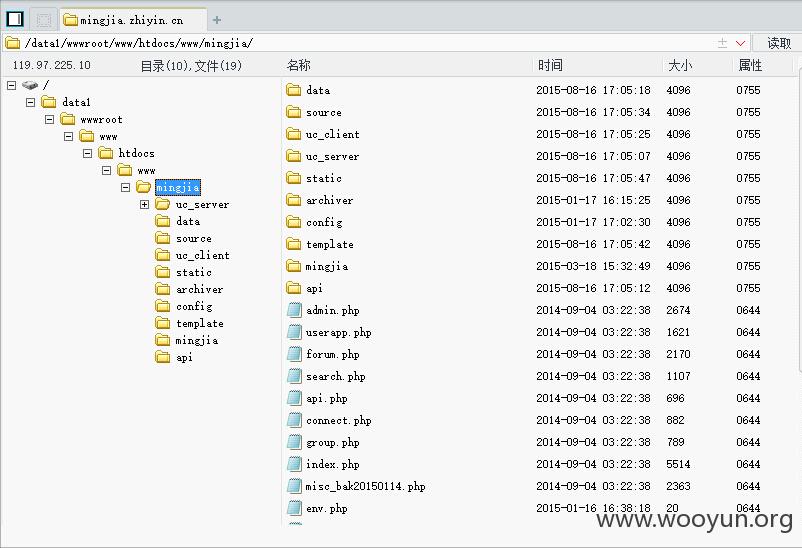 mingjia.zhiyin.cn
/data1/wwwroot/www/htdocs/www/mingjia/ 读取
119.97.225.10 目录(10),文件(19) 名称 时间 大小 属性
/
data1
wwwroot
www
htdocs
www
mingjia
uc_server
data
source
uc_client
static
archiver
config
template
mingjia
api
data 2015-08-16 17:05:18 4096 0755
source 2015-08-16 17:05:34 4096 0755
uc_client 2015-08-16 17:05:25 4096 0755
uc_server 2015-08-16 17:05:07 4096 0755
static 2015-08-16 17:05:47 4096 0755
archiver 2015-01-17 16:15:25 4096 0755
config 2015-01-17 17:02:30 4096 0755
template 2015-08-16 17:05:42 4096 0755
mingjia 2015-03-18 15:32:49 4096 0755
api 2015-08-16 17:05:12 4096 0755
admin.php 2014-09-04 03:22:38 2674 0644
userapp.php 2014-09-04 03:22:38 1621 0644
forum.php 2014-09-04 03:22:38 2170 0644
search.php 2014-09-04 03:22:38 1107 0644
api.php 2014-09-04 03:22:38 696 0644
connect.php 2014-09-04 03:22:38 882 0644
group.php 2014-09-04 03:22:38 789 0644
index.php 2014-09-04 03:22:38 5514 0644
misc_bak20150114.php 2014-09-04 03:22:38 2363 0644
env.php 2015-01-16 16:38:18 20 0644
www.wooyun.org